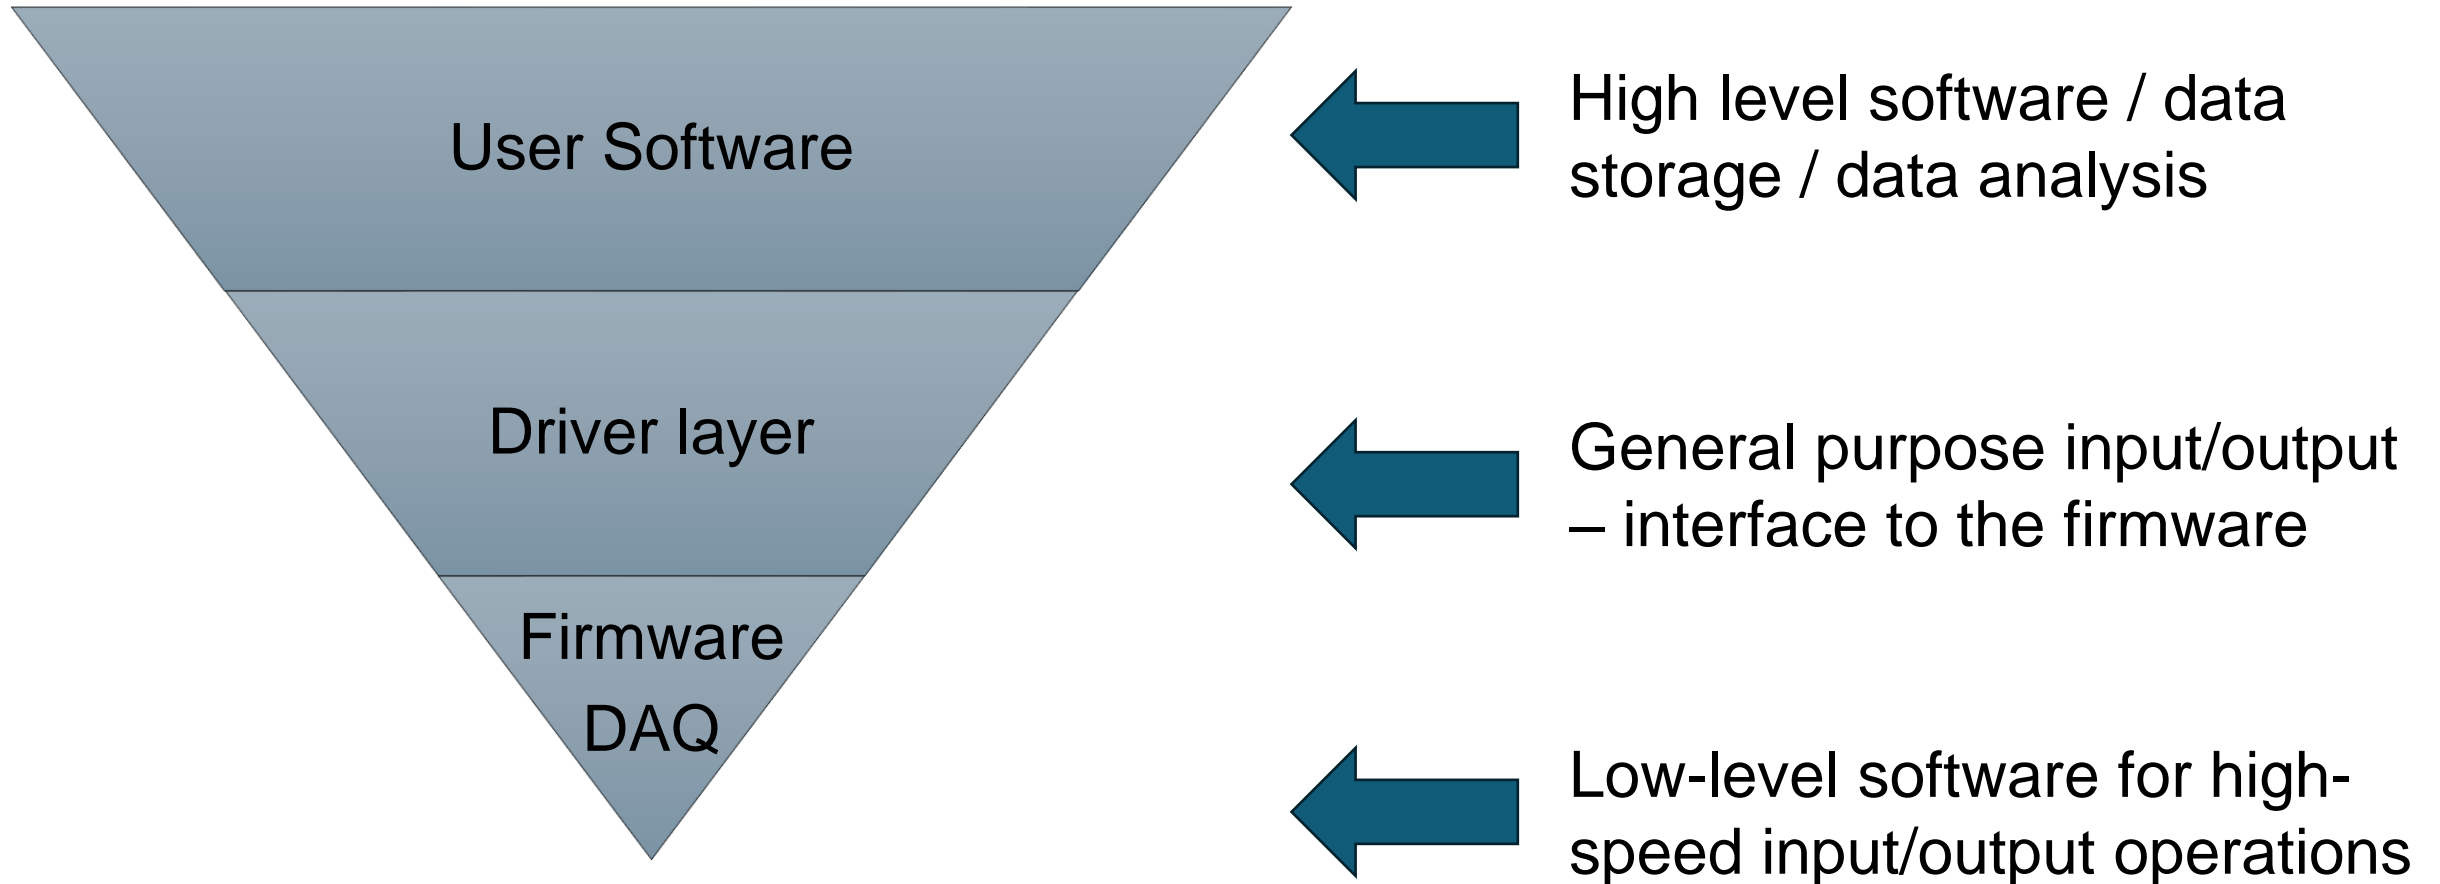 User Software
High level software / data
storage / data analysis
Driver layer
General purpose input/output
– interface to the firmware
Firmware
DAQ
Low-level software for high-
speed input/output operations